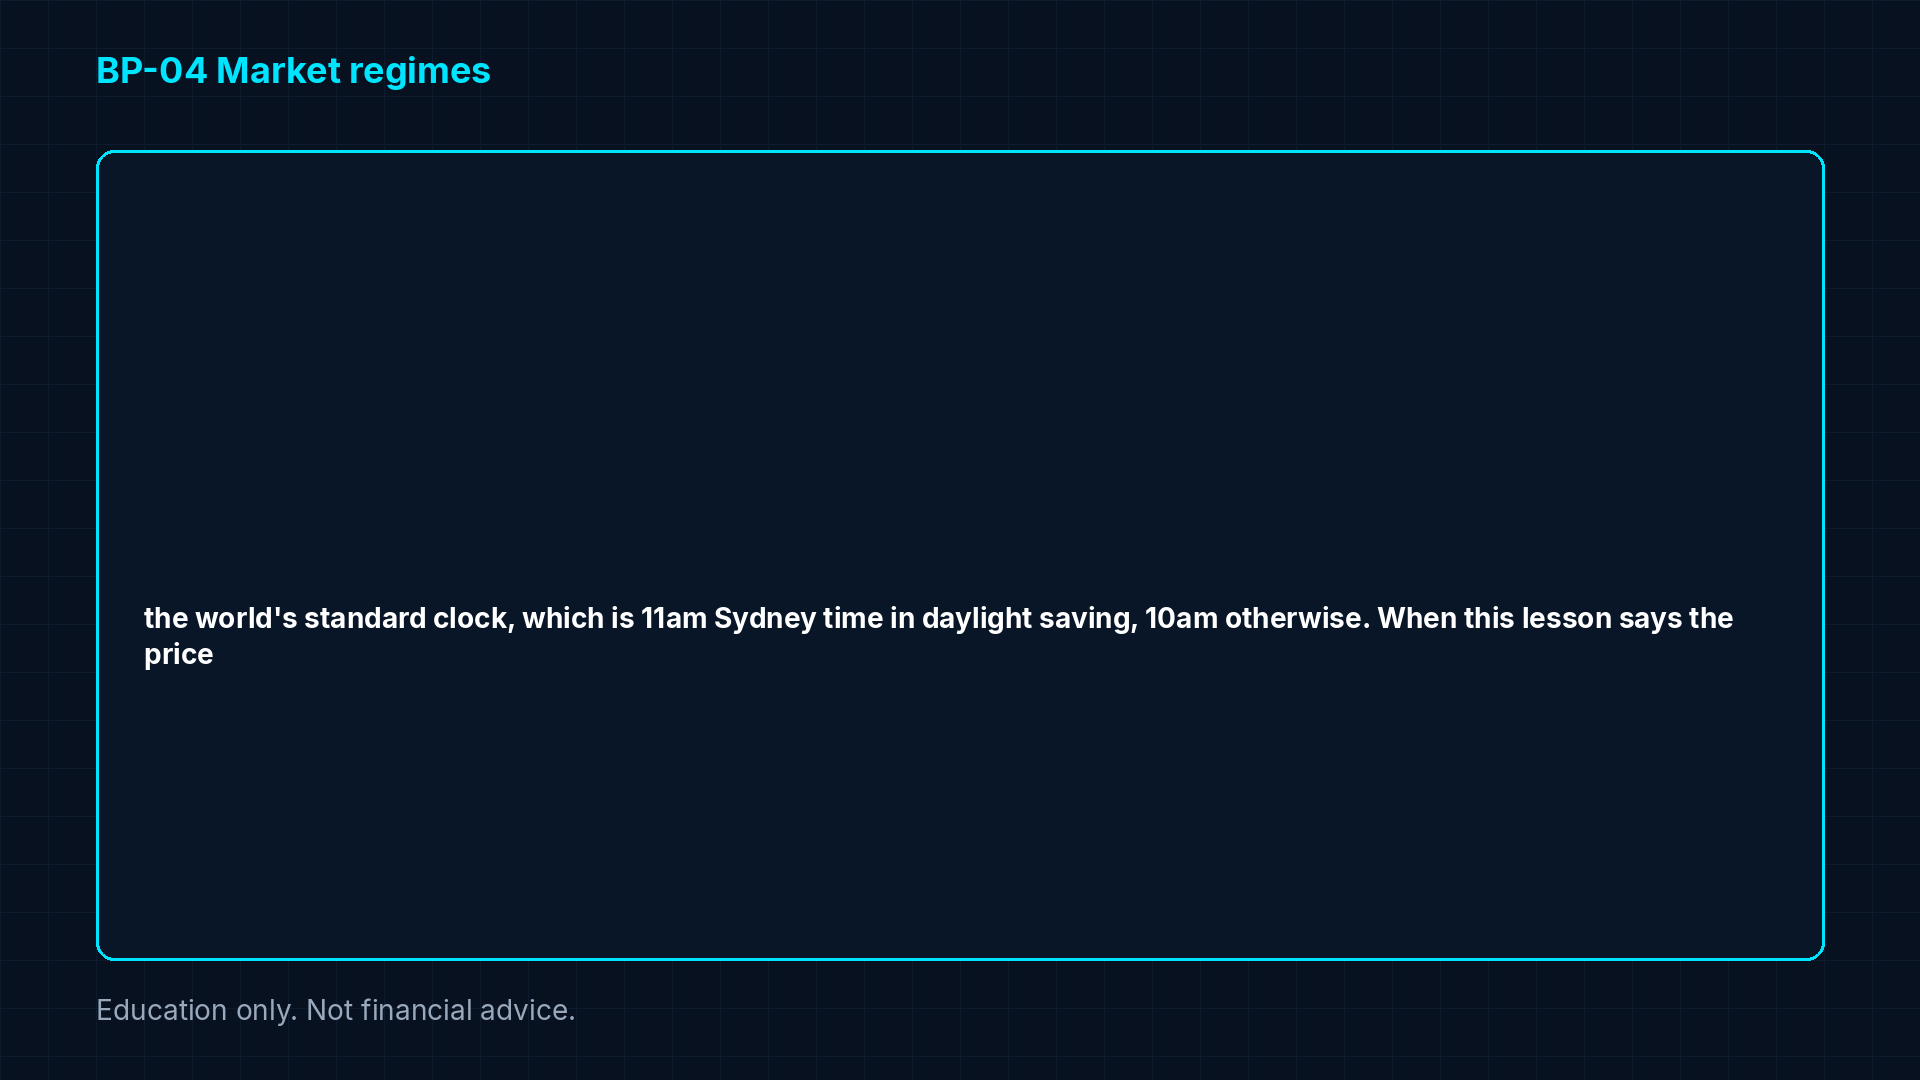 BP-04 Market regimes
the world's standard clock, which is 11am Sydney time in daylight saving, 10am otherwise. When this lesson says the
price
Education only. Not financial advice.